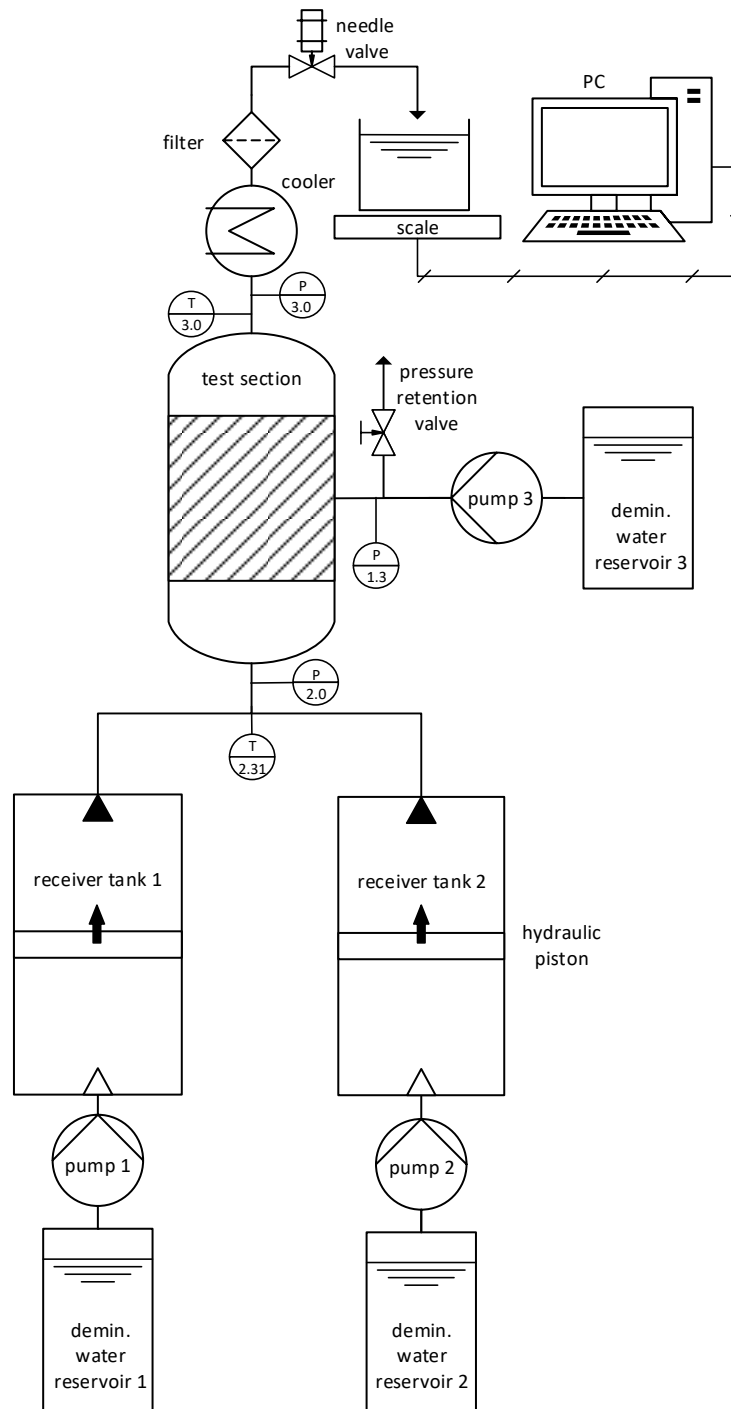 needle
valve
PC
filter
cooler
scale
T
3.0
P
3.0
test section
pressure
retention
valve
pump 3
demin.
water
reservoir 3
P
1.3
P
2.0
T
2.31
receiver tank 1
receiver tank 2
hydraulic
piston
pump 1
pump 2
demin.
water
reservoir 1
demin.
water
reservoir 2